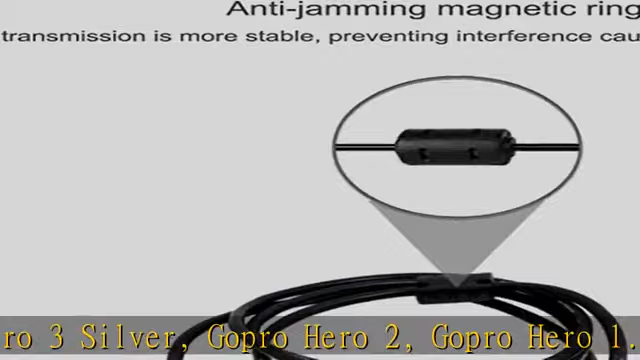 Anti-jamming magnetic ring
transmission is more stable, preventing interference cau
ro 3 Silver, Gopro Hero 2, Gopro Hero 1.